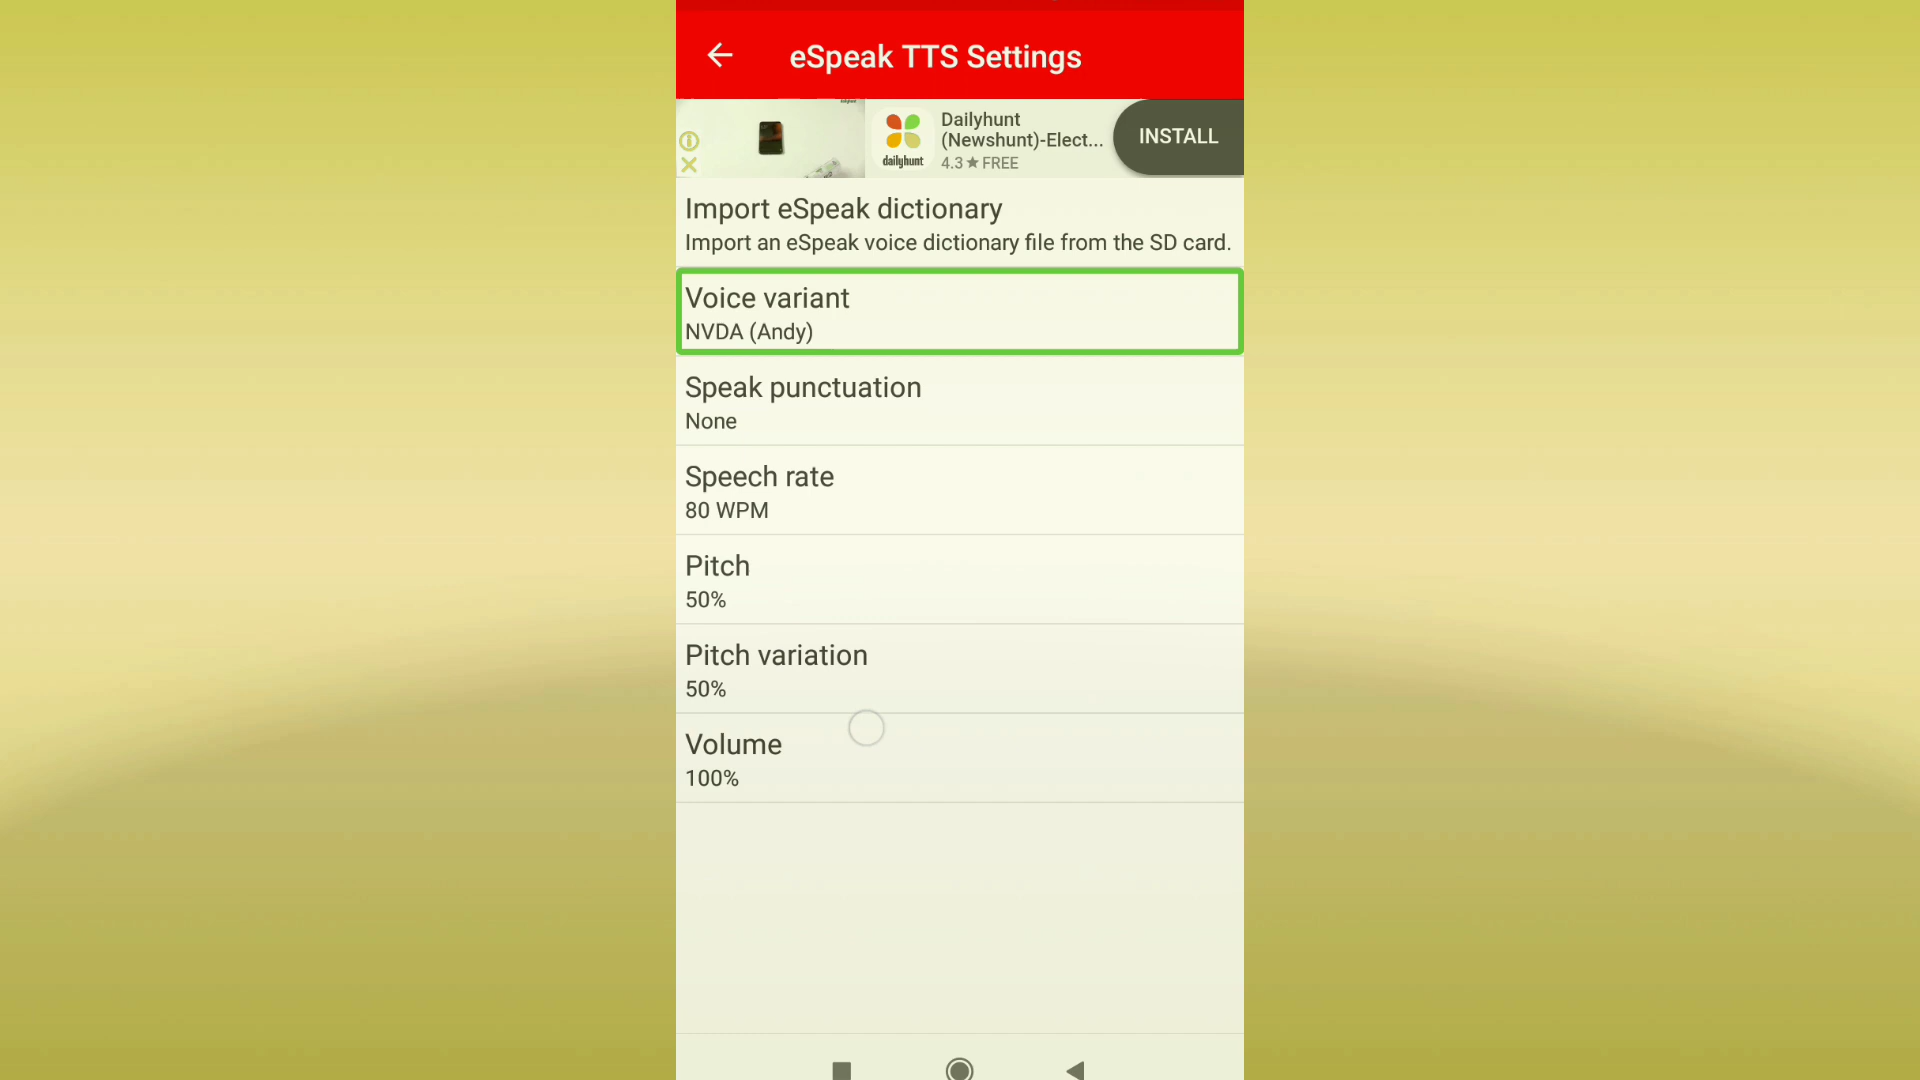 eSpeak TTS Settings
Dailyhunt
(Newshunt)-Elect...
4.3 ★ FREE
dailyhunt
INSTALL
Import eSpeak dictionary
Import an eSpeak voice dictionary file from the SD card.
Voice variant
NVDA (Andy)
Speak punctuation
None
Speech rate
80 WPM
Pitch
50%
Pitch variation
50%
Volume
100%